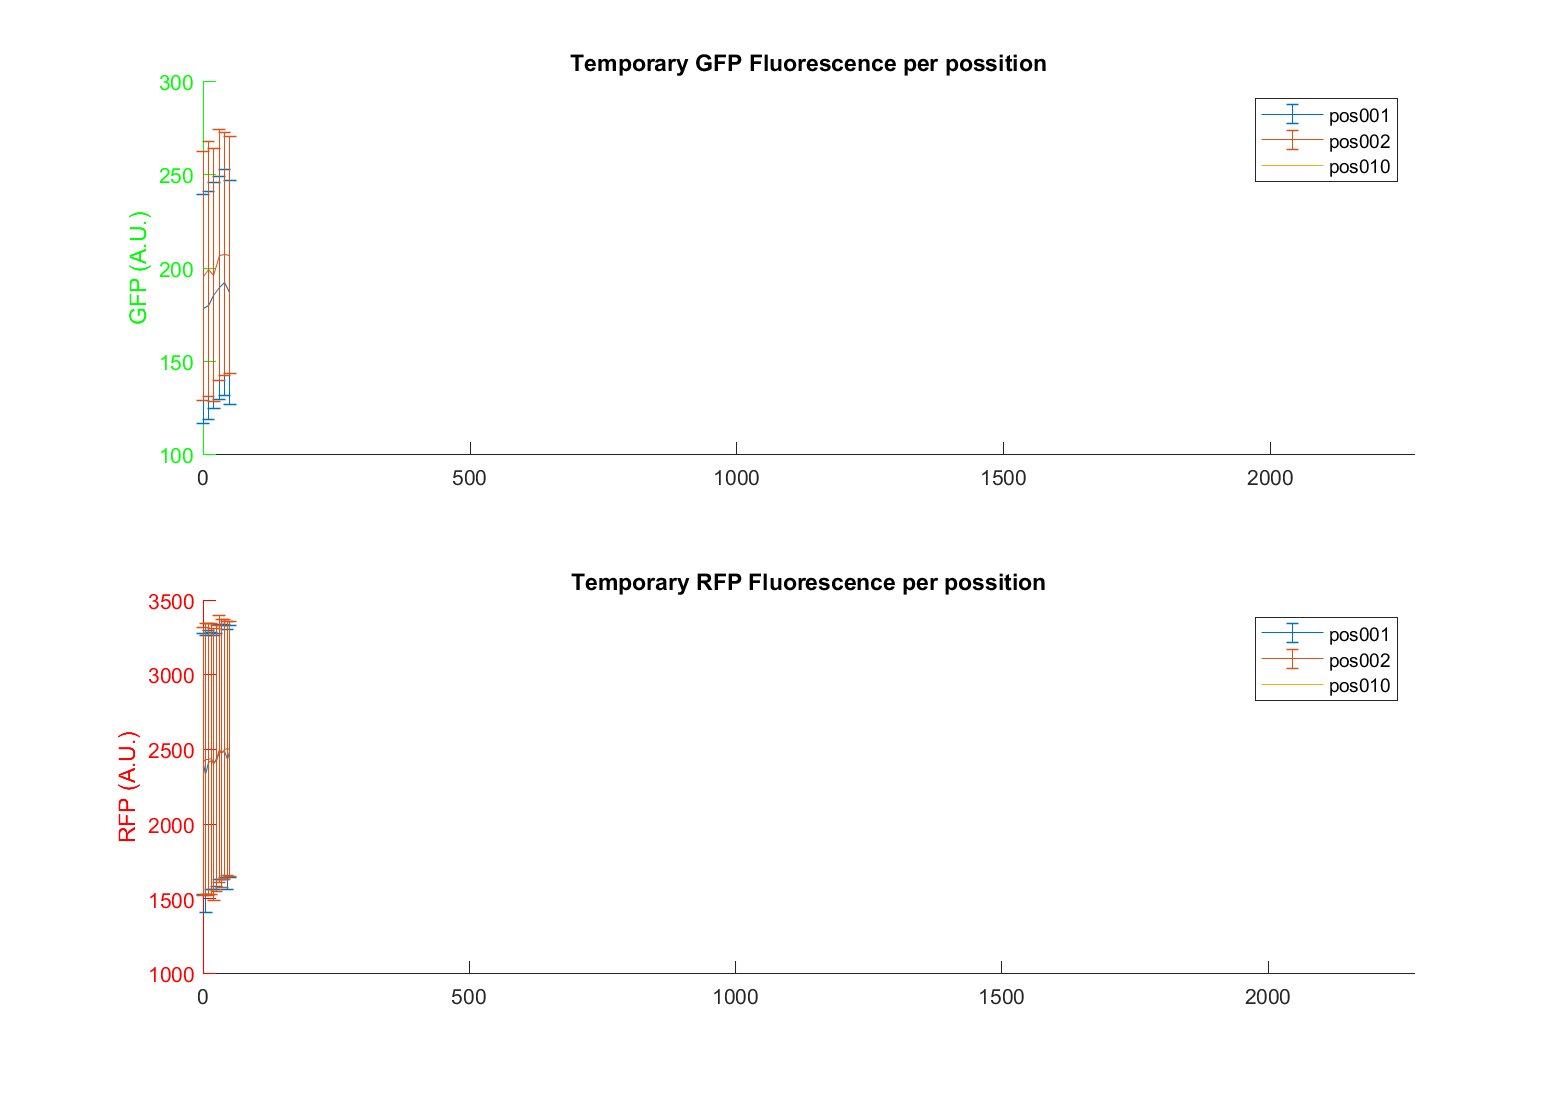 Temporary GFP Fluorescence per possition
300
250
200
150
100
GFP (A.U.)
0 500 1000 1500 2000
pos001
pos002
pos010
Temporary RFP Fluorescence per possition
3500
3000
2500
2000
1500
1000
RFP (A.U.)
0 500 1000 1500 2000
pos001
pos002
pos010